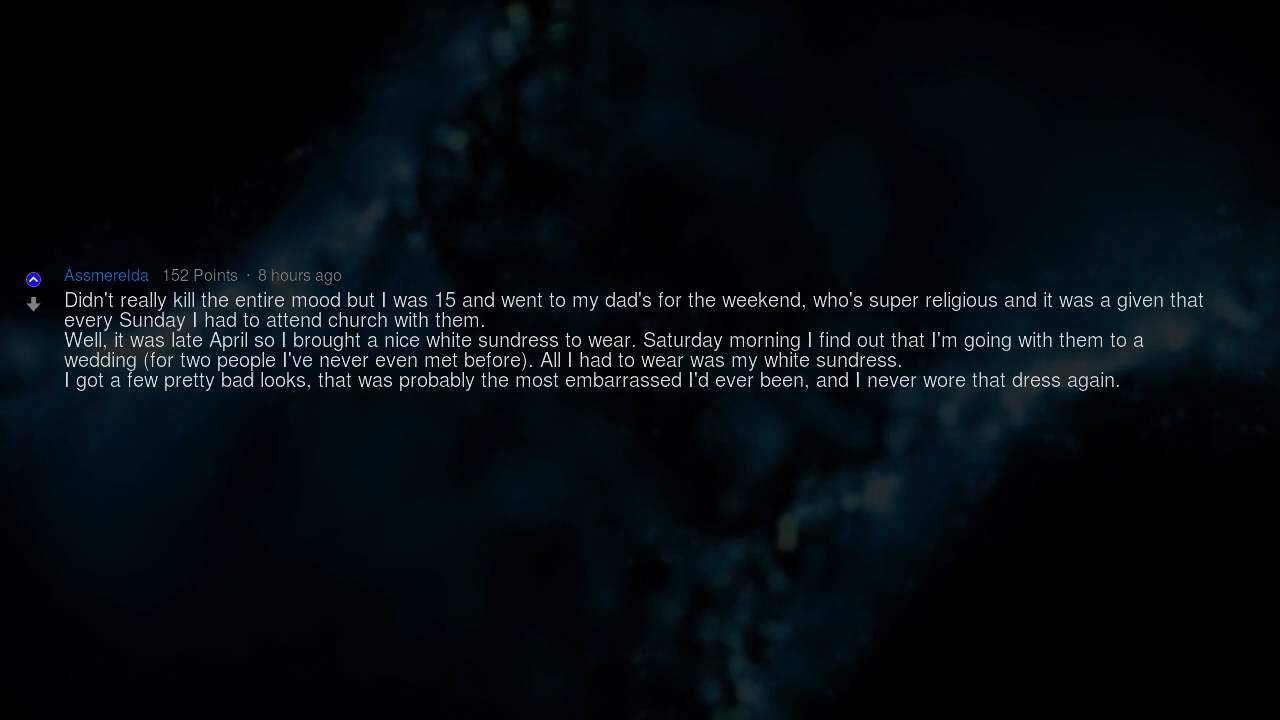 Assmerelda 152 Points · 8 hours ago
Didn't really kill the entire mood but I was 15 and went to my dad's for the weekend, who's super religious and it was a given that
every Sunday I had to attend church with them.
Well, it was late April so I brought a nice white sundress to wear. Saturday morning I find out that I'm going with them to a
wedding (for two people I've never even met before). All I had to wear was my white sundress.
I got a few pretty bad looks, that was probably the most embarrassed I'd ever been, and I never wore that dress again.